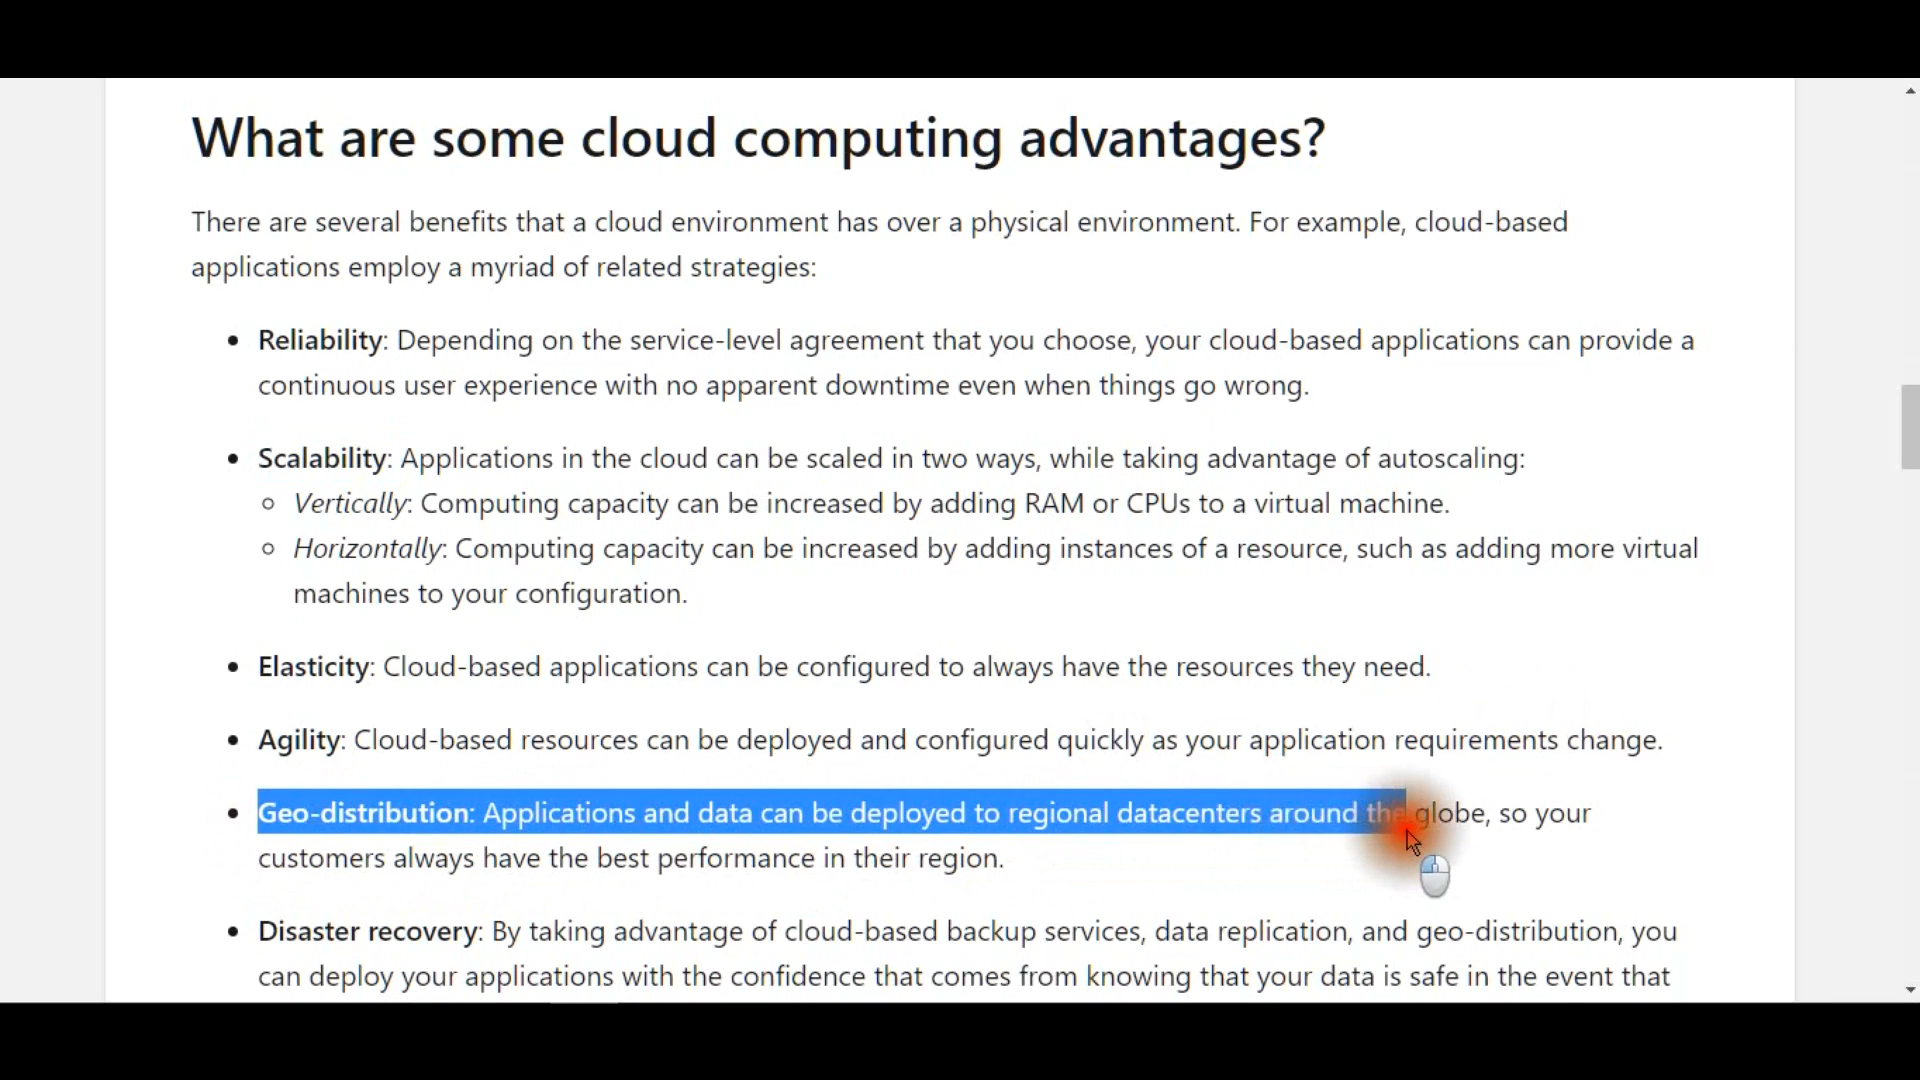 What are some cloud computing advantages?
There are several benefits that a cloud environment has over a physical environment. For example, cloud-based
applications employ a myriad of related strategies:
• Reliability: Depending on the service-level agreement that you choose, your cloud-based applications can provide a
continuous user experience with no apparent downtime even when things go wrong.
• Scalability: Applications in the cloud can be scaled in two ways, while taking advantage of autoscaling:
○ Vertically: Computing capacity can be increased by adding RAM or CPUs to a virtual machine.
○ Horizontally: Computing capacity can be increased by adding instances of a resource, such as adding more virtual
machines to your configuration.
• Elasticity: Cloud-based applications can be configured to always have the resources they need.
• Agility: Cloud-based resources can be deployed and configured quickly as your application requirements change.
• Geo-distribution: Applications and data can be deployed to regional datacenters around the globe, so your
customers always have the best performance in their region.
• Disaster recovery: By taking advantage of cloud-based backup services, data replication, and geo-distribution, you
can deploy your applications with the confidence that comes from knowing that your data is safe in the event that